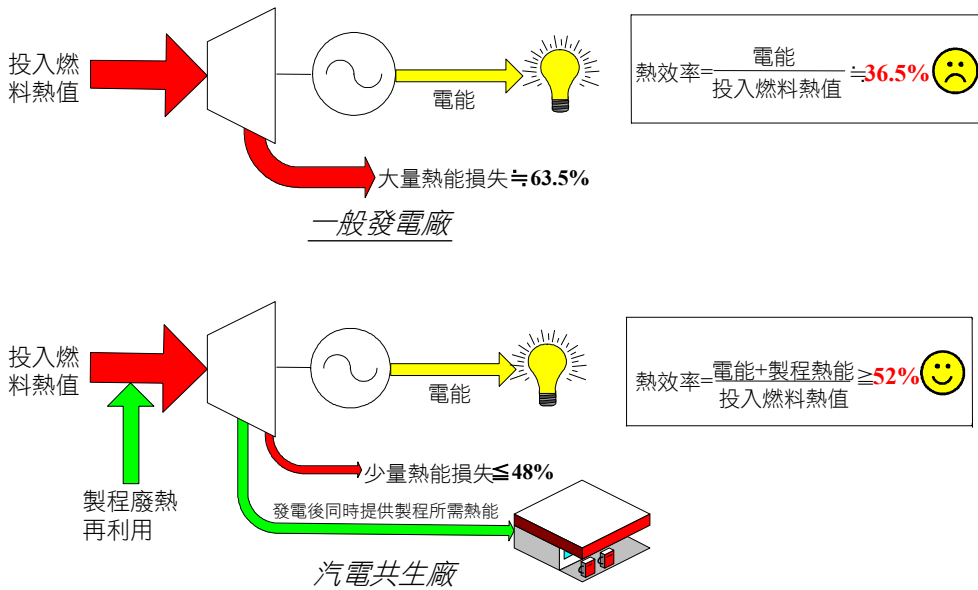 投入燃
料熱值
電能
熱效率=電能/投入燃料熱值≒36.5%
大量熱能損失≒63.5%
一般發電廠
投入燃
料熱值
電能
熱效率=電能+製程熱能/投入燃料熱值≧52%
少量熱能損失≦48%
製程廢熱
再利用
發電後同時提供製程所需熱能
汽電共生廠